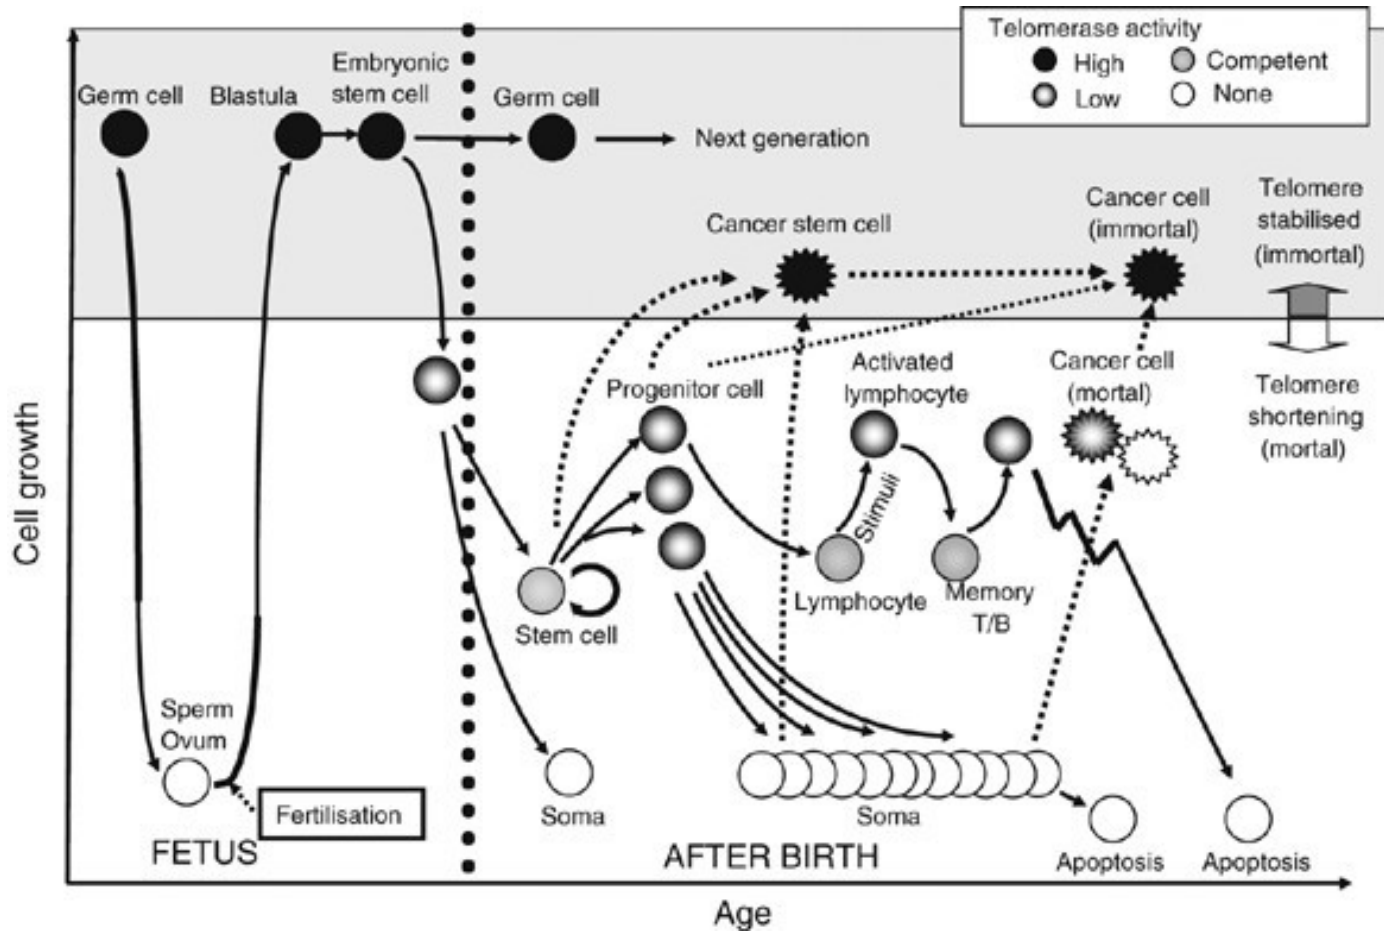 Telomerase activity
High
Competent
Low
None
Germ cell
Blastula
Embryonic
stem cell
Germ cell
Next generation
Cancer stem cell
Cancer cell
(immortal)
Telomere
stabilised
(immortal)
Telomere
shortening
(mortal)
Progenitor cell
Activated
lymphocyte
Cancer cell
(mortal)
Stimuli
Stem cell
Lymphocyte
Memory
T/B
Sperm
Ovum
Fertilisation
Soma
Soma
Apoptosis
Apoptosis
FETUS
AFTER BIRTH
Cell growth
Age